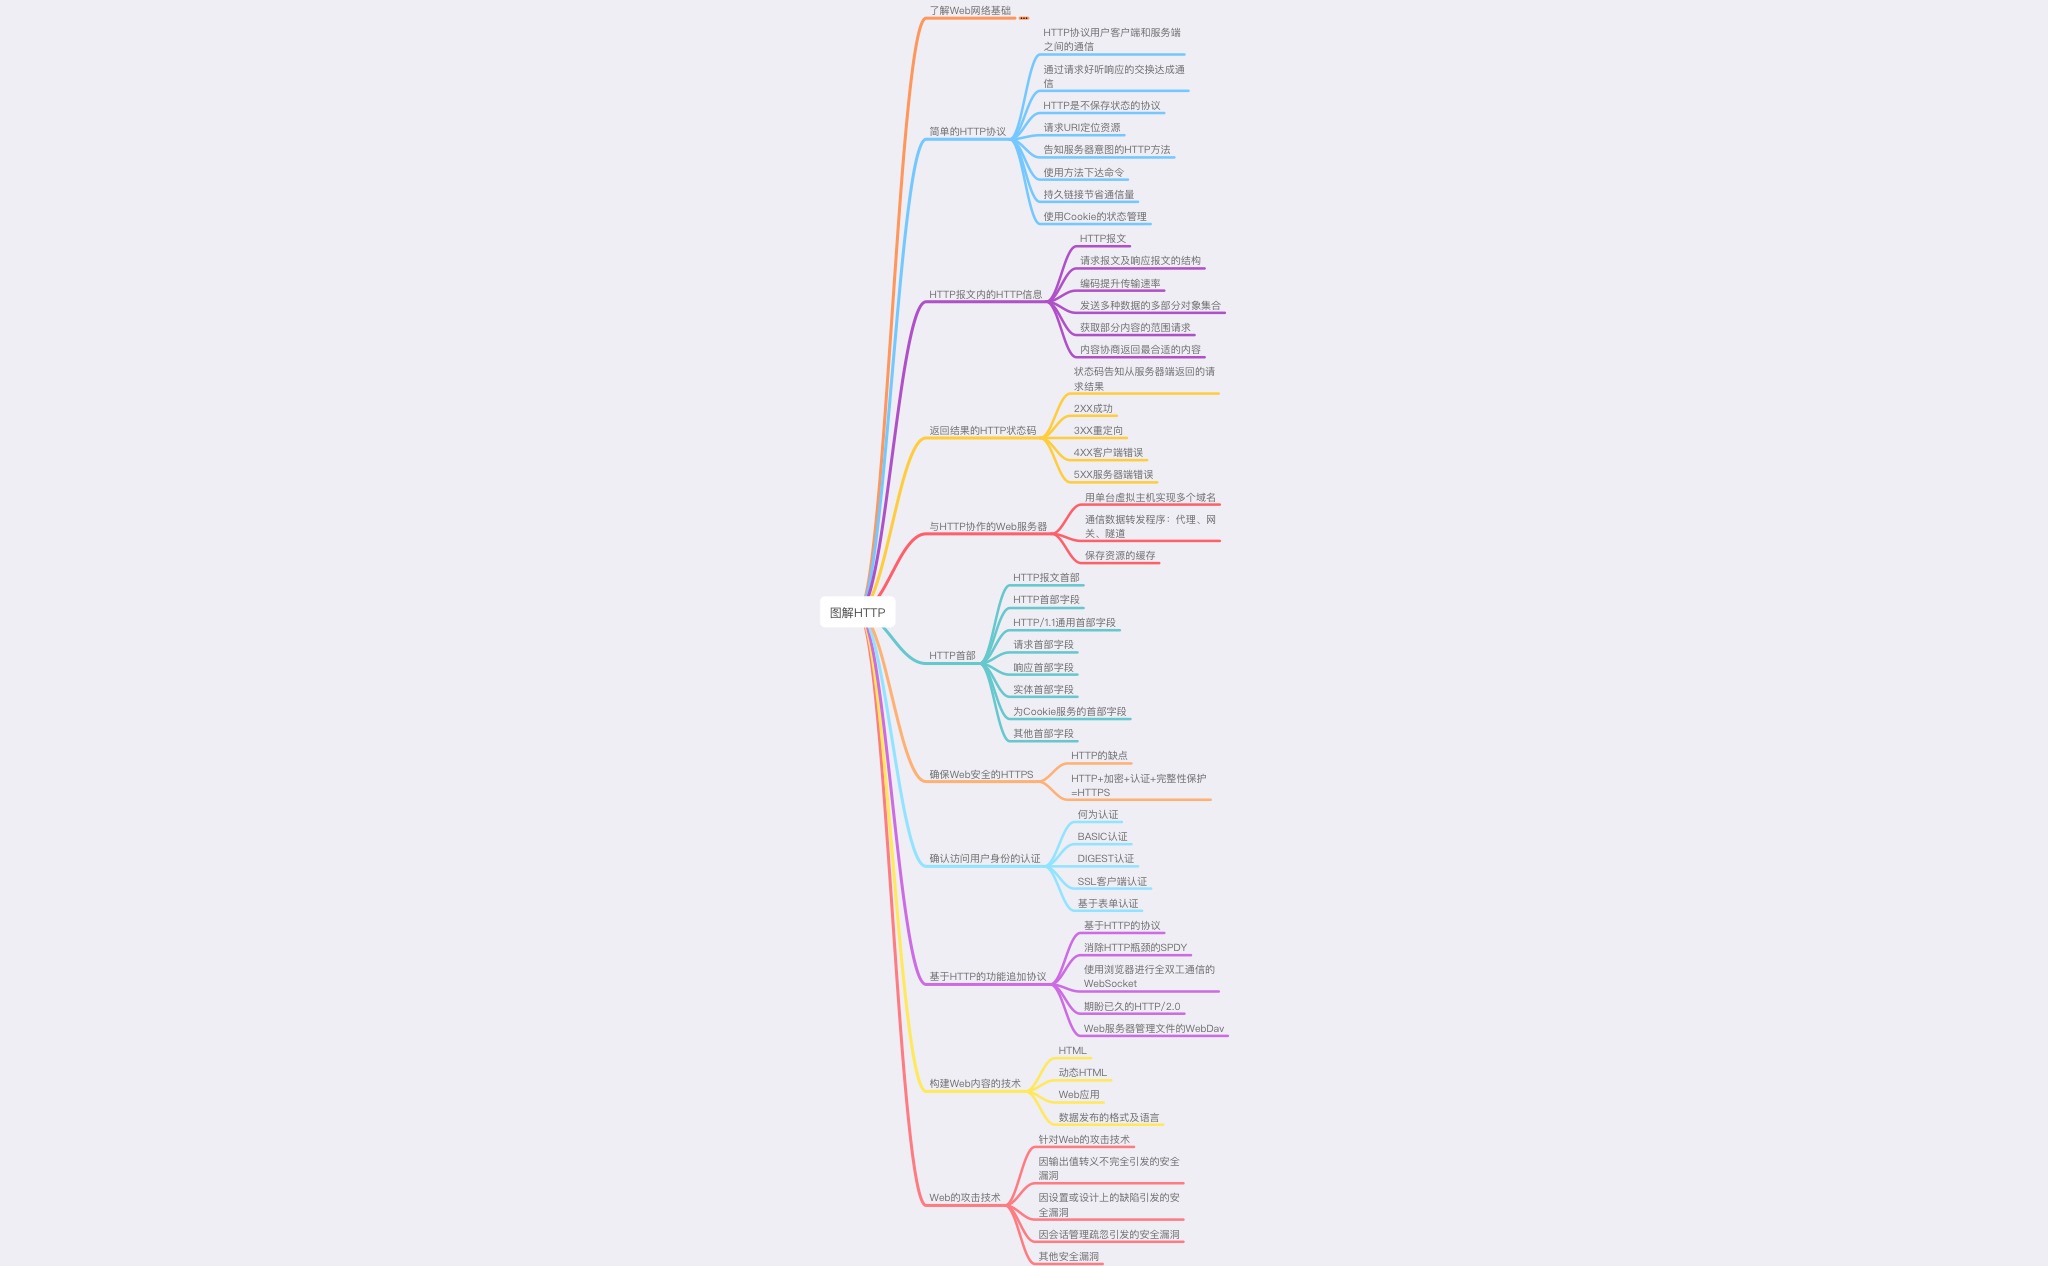 了解Web网络基础
HTTP协议用户客户端和服务端
之间的通信
通过请求好听响应的交换达成通
信
HTTP是不保存状态的协议
请求URI定位资源
简单的HTTP协议
告知服务器意图的HTTP方法
使用方法下达命令
持久链接节省通信量
使用Cookie的状态管理
HTTP报文
请求报文及响应报文的结构
编码提升传输速率
HTTP报文内的HTTP信息
发送多种数据的多部分对象集合
获取部分内容的范围请求
内容协商返回最合适的内容
状态码告知从服务器端返回的请
求结果
2XX成功
返回结果的HTTP状态码
3XX重定向
4XX客户端错误
5XX服务器端错误
用单台虚拟主机实现多个域名
与HTTP协作的Web服务器
通信数据转发程序：代理、网
关、隧道
保存资源的缓存
图解HTTP
HTTP报文首部
HTTP首部字段
HTTP/1.1通用首部字段
请求首部字段
HTTP首部
响应首部字段
实体首部字段
为Cookie服务的首部字段
其他首部字段
HTTP的缺点
确保Web安全的HTTPS
HTTP+加密+认证+完整性保护
=HTTPS
何为认证
BASIC认证
确认访问用户身份的认证
DIGEST认证
SSL客户端认证
基于表单认证
基于HTTP的协议
消除HTTP瓶颈的SPDY
基于HTTP的功能追加协议
使用浏览器进行全双工通信的
WebSocket
期盼已久的HTTP/2.0
Web服务器管理文件的WebDav
HTML
动态HTML
构建Web内容的技术
Web应用
数据发布的格式及语言
针对Web的攻击技术
因输出值转义不完全引发的安全
漏洞
Web的攻击技术
因设置或设计上的缺陷引发的安
全漏洞
因会话管理疏忽引发的安全漏洞
其他安全漏洞